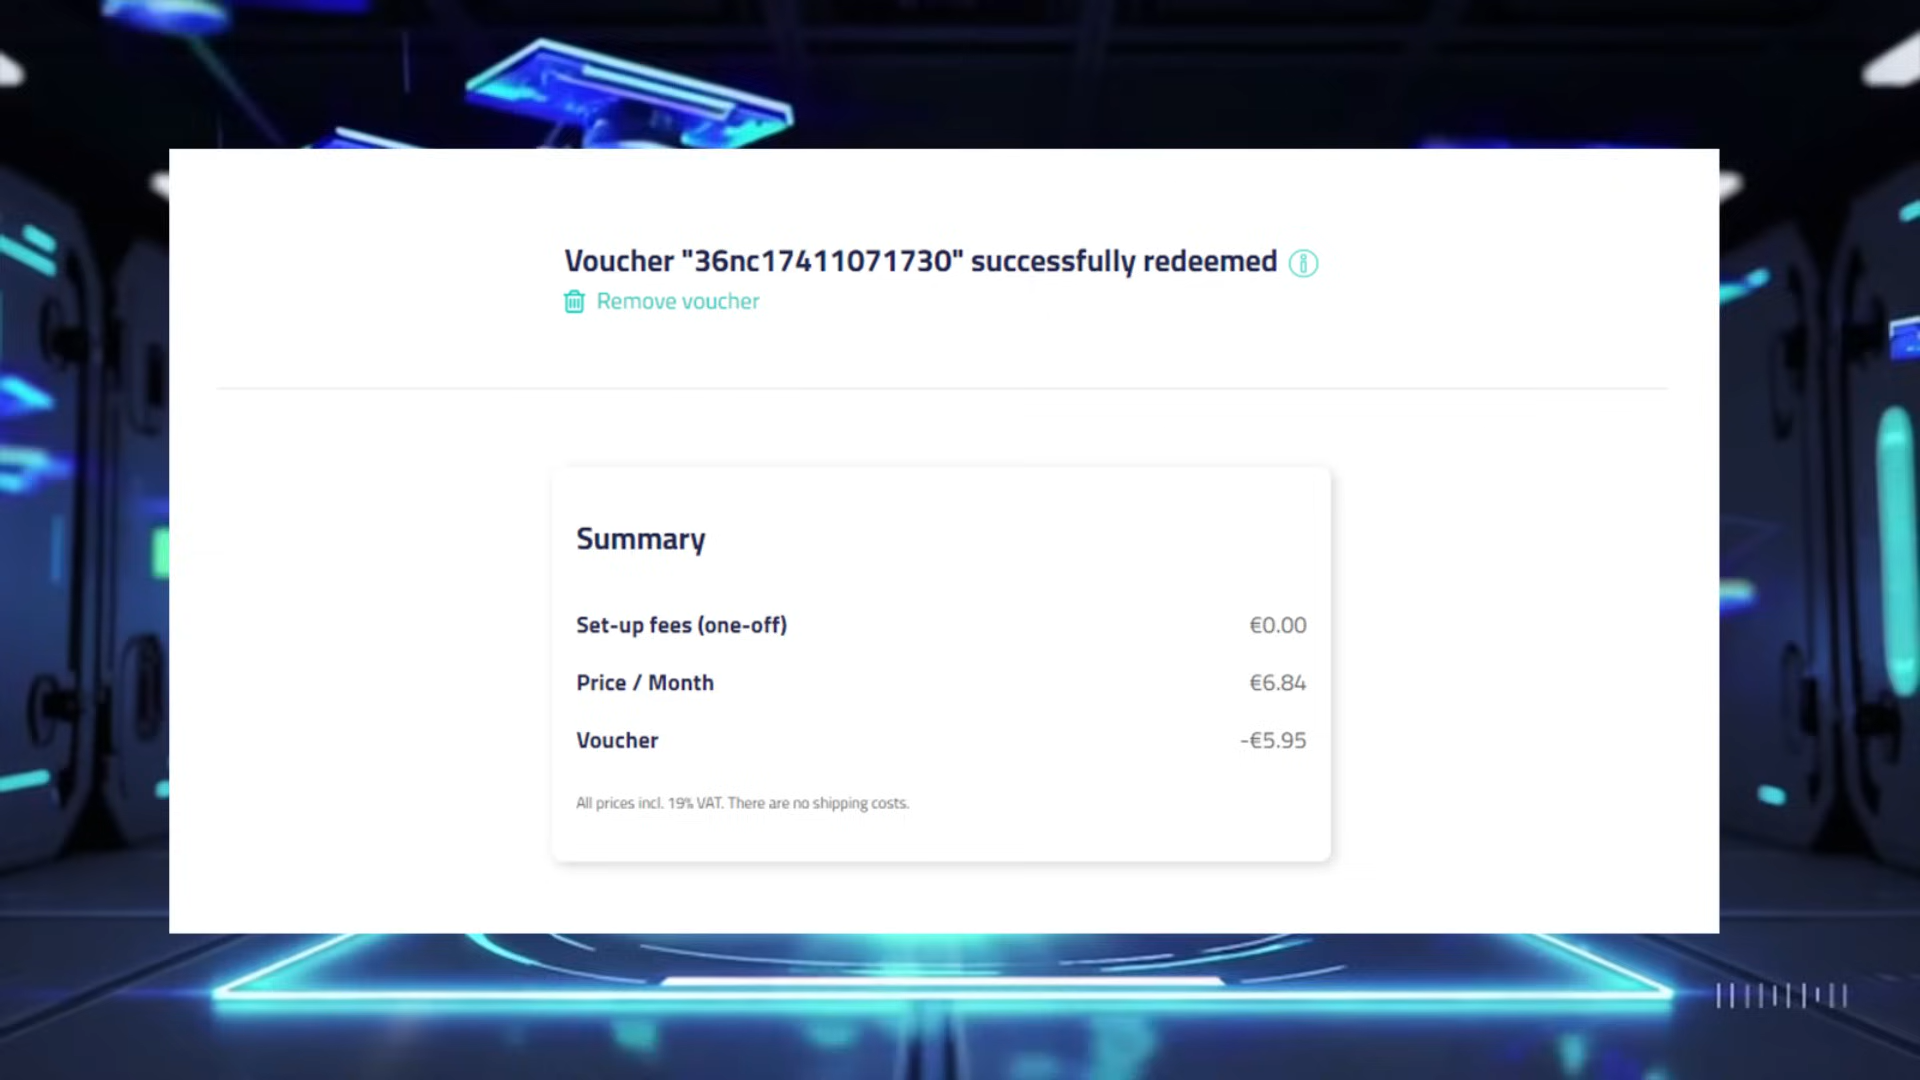 Voucher "36nc17411071730" successfully redeemed
Remove voucher
Summary
Set-up fees (one-off) €0.00
Price / Month €6.84
Voucher -€5.95
All prices incl. 19% VAT. There are no shipping costs.